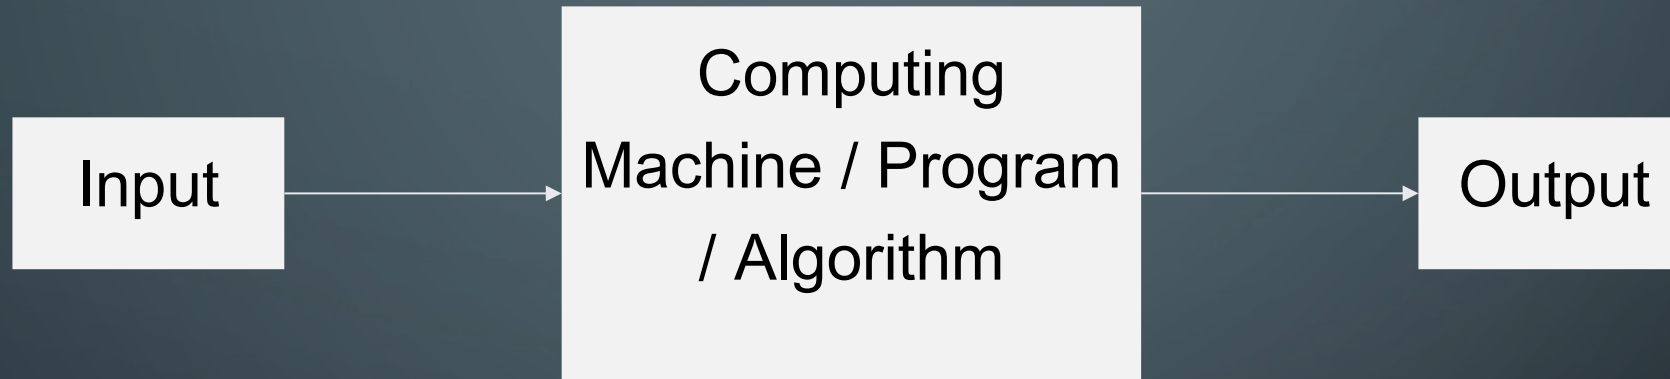 Input
Computing
Machine / Program
/ Algorithm
Output